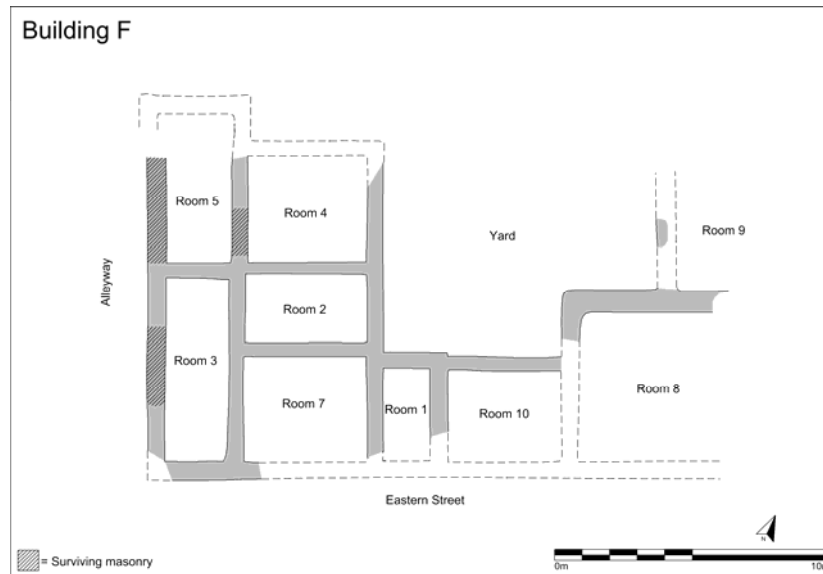 Building F
Room 5
Room 4
Yard
Room 9
Alleyway
Room 2
Room 3
Room 7
Room 1
Room 10
Room 8
Eastern Street
N
= Surviving masonry
0m
10m